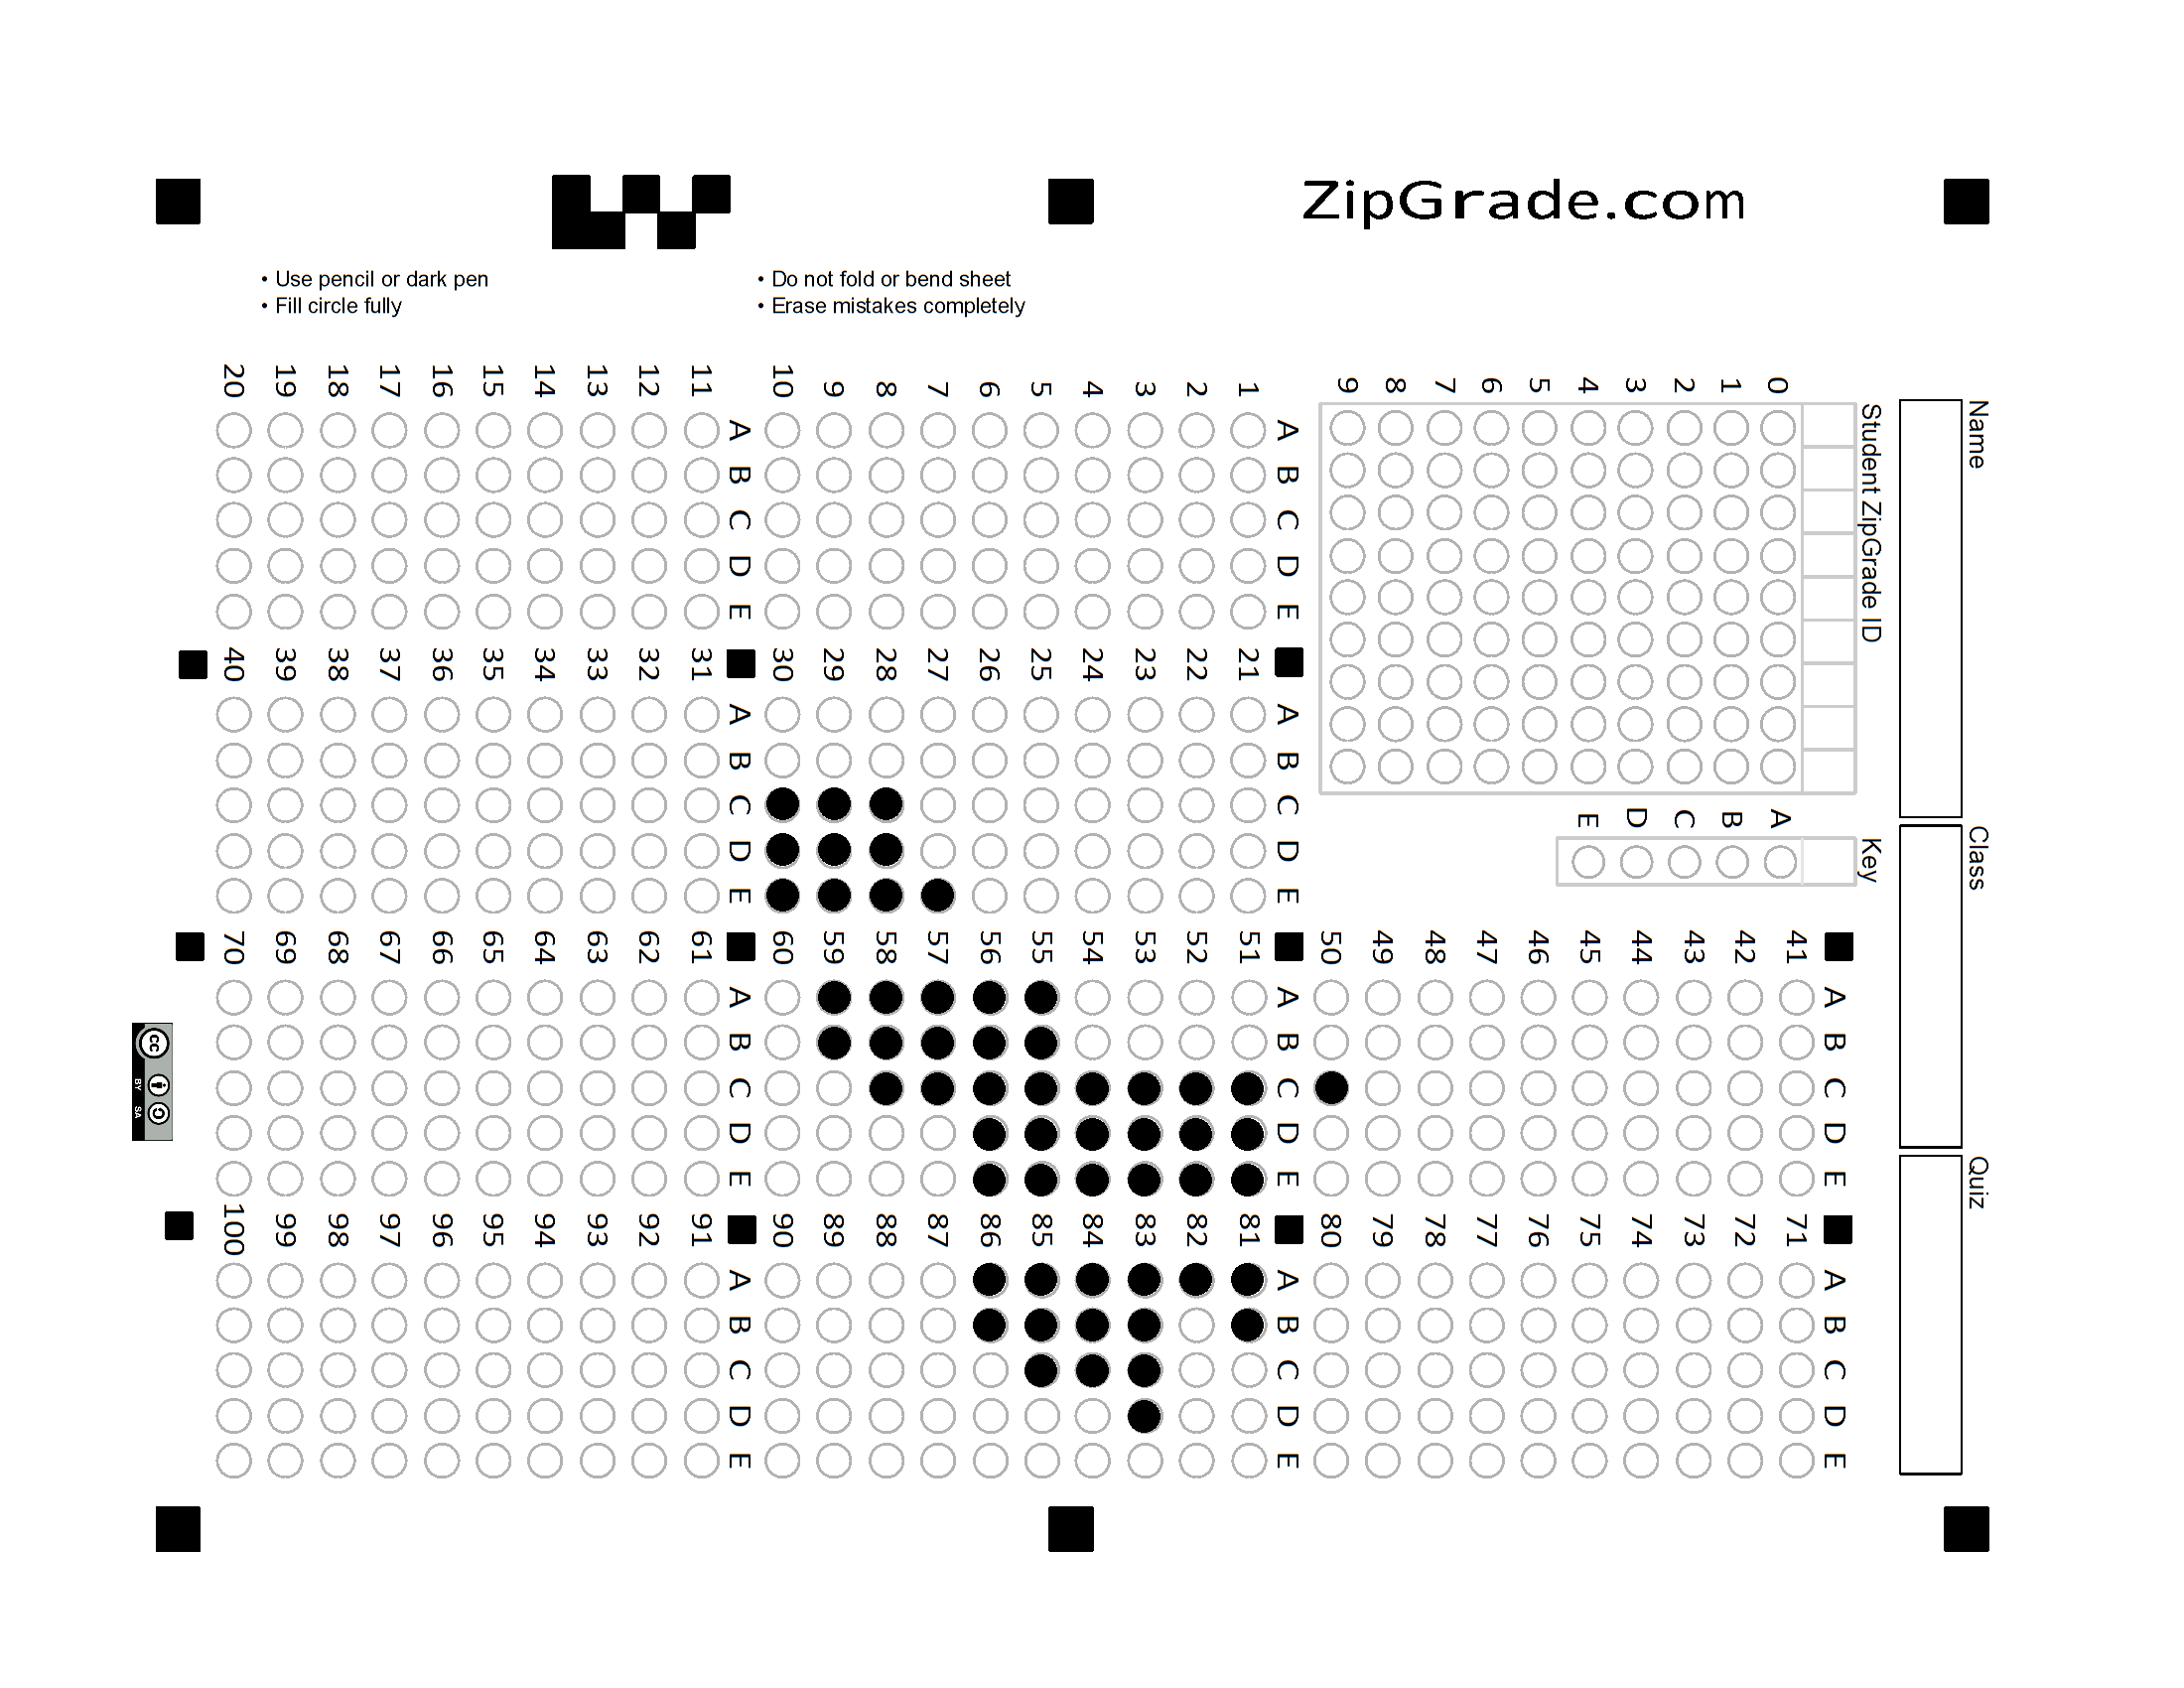 ZipGrade.com
• Use pencil or dark pen
• Fill circle fully
• Do not fold or bend sheet
• Erase mistakes completely
Name
Class
Quiz
Student ZipGrade ID
0 1 2 3 4 5 6 7 8 9
Key
A B C D E
A B C D E
1 2 3 4 5 6 7 8 9 10
A B C D E
11 12 13 14 15 16 17 18 19 20
A B C D E
21 22 23 24 25 26 27 28 29 30
A B C D E
31 32 33 34 35 36 37 38 39 40
A B C D E
41 42 43 44 45 46 47 48 49 50
A B C D E
51 52 53 54 55 56 57 58 59 60
A B C D E
61 62 63 64 65 66 67 68 69 70
A B C D E
71 72 73 74 75 76 77 78 79 80
A B C D E
81 82 83 84 85 86 87 88 89 90
A B C D E
91 92 93 94 95 96 97 98 99 100
cc
BY SA